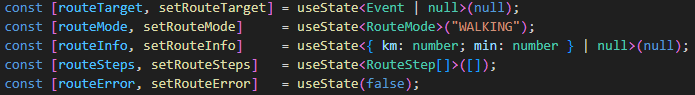 const [routeTarget, setRouteTarget] = useState<Event | null>(null);
const [routeMode, setRouteMode]     = useState<RouteMode>("WALKING");
const [routeInfo, setRouteInfo]     = useState<{ km: number; min: number } | null>(null);
const [routeSteps, setRouteSteps]   = useState<RouteStep[]>([]);
const [routeError, setRouteError]   = useState(false);